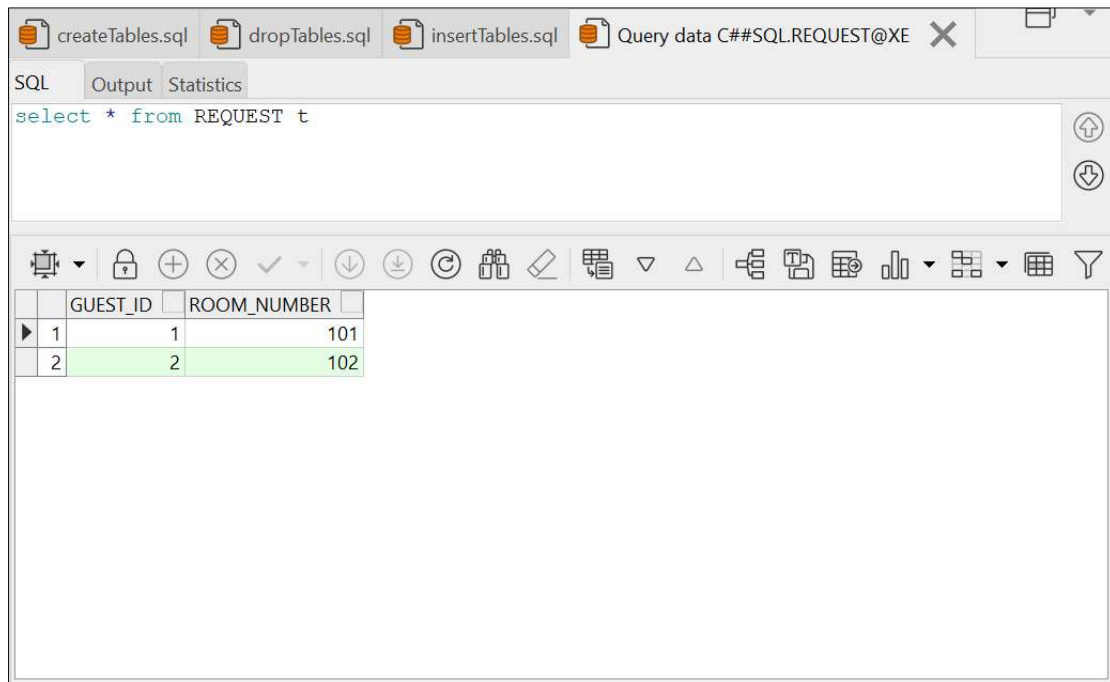 createTables.sql dropTables.sql insertTables.sql Query data C##SQL.REQUEST@XE
SQL Output Statistics
select * from REQUEST t
GUEST_ID ROOM_NUMBER
1 1 101
2 2 102